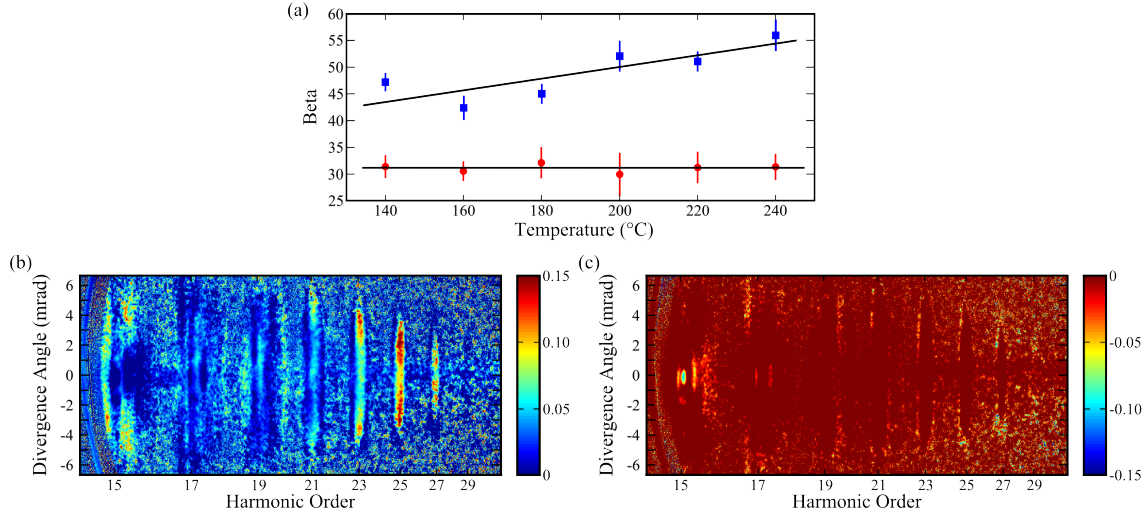 (a)
60
55
50
45
40
35
30
25
Beta
140 160 180 200 220 240
Temperature (°C)
(b)
Divergence Angle (mrad)
6
4
2
0
-2
-4
-6
15 17 19 21 23 25 27 29
Harmonic Order
0.15
0.10
0.05
0
(c)
Divergence Angle (mrad)
6
4
2
0
-2
-4
-6
15 17 19 21 23 25 27 29
Harmonic Order
0
-0.05
-0.10
-0.15